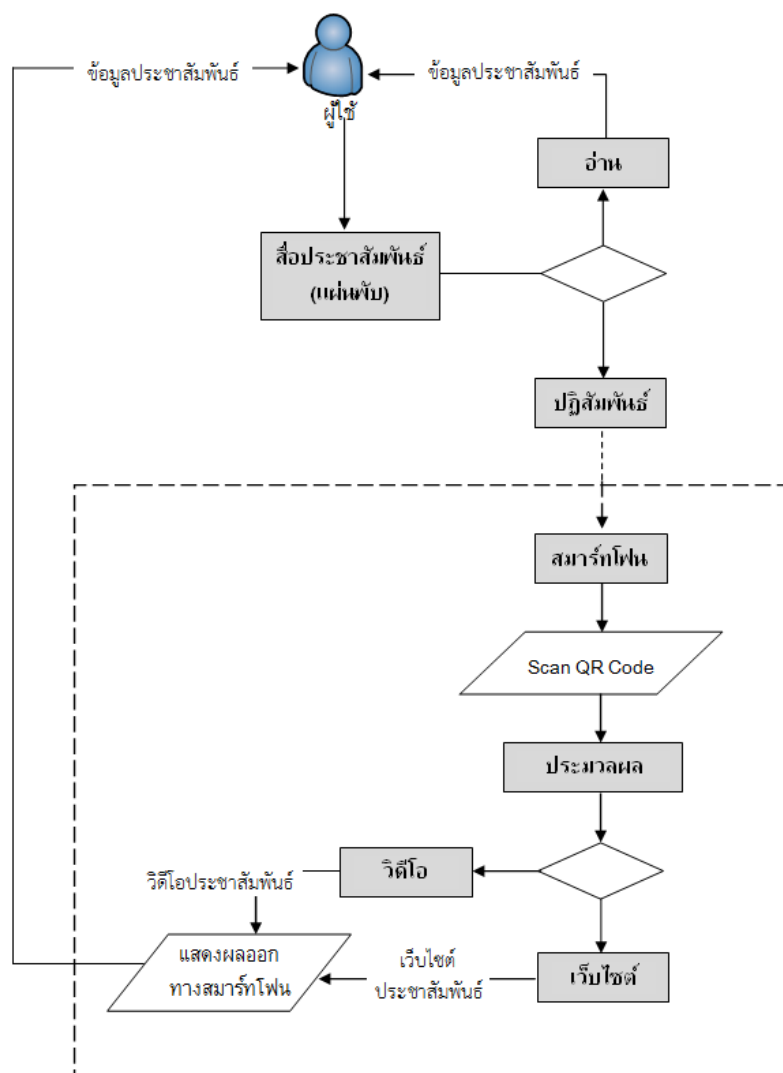 ข้อมูลประชาสัมพันธ์
ข้อมูลประชาสัมพันธ์
ผู้ใช้
อ่าน
สื่อประชาสัมพันธ์
(แผ่นพับ)
ปฏิสัมพันธ์
สมาร์ทโฟน
Scan QR Code
ประมวลผล
วิดีโอประชาสัมพันธ์
วิดีโอ
แสดงผลออก
ทางสมาร์ทโฟน
เว็บไซต์
ประชาสัมพันธ์
เว็บไซต์